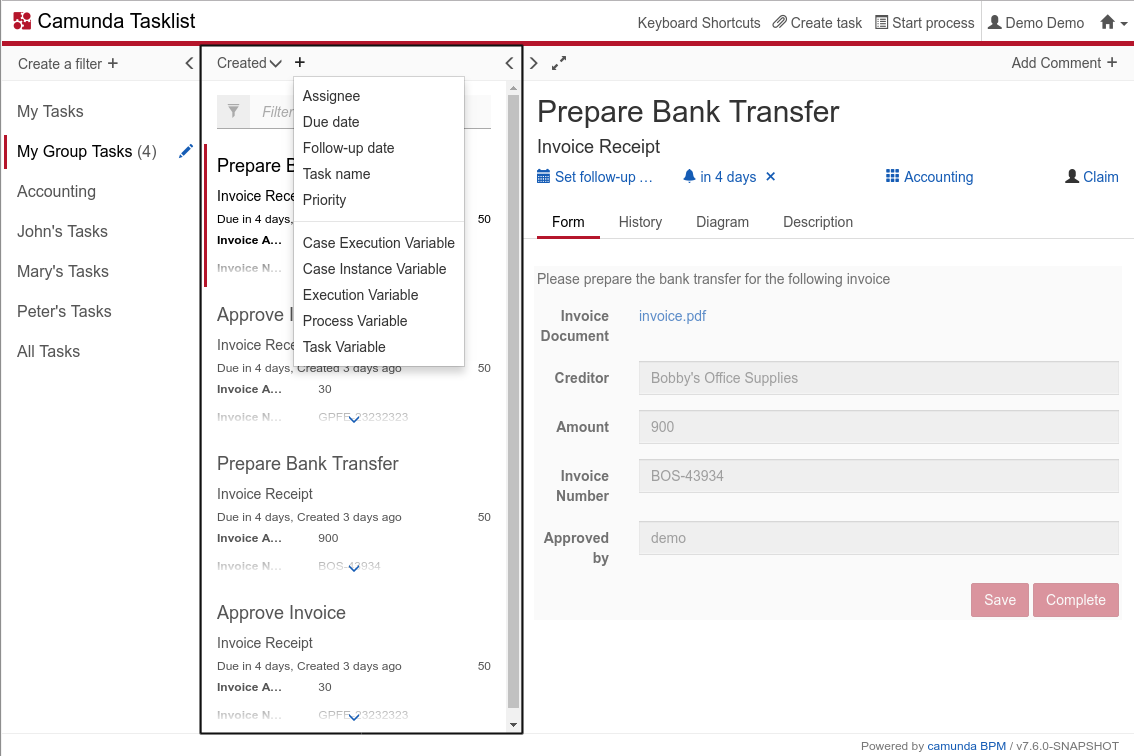 Camunda Tasklist
Keyboard Shortcuts
Create task
Start process
Demo Demo
Create a filter +
My Tasks
My Group Tasks (4)
Accounting
John's Tasks
Mary's Tasks
Peter's Tasks
All Tasks
Created +
Assignee
Due date
Follow-up date
Task name
Priority
Case Execution Variable
Case Instance Variable
Execution Variable
Process Variable
Task Variable
Filter
Prepare B
Invoice Rece
Due in 4 days,
50
Invoice A...
Invoice N...
Approve I
Invoice Rece
Due in 4 days, Created 3 days ago 50
Invoice A... 30
Invoice N... GPFE-23232323
Prepare Bank Transfer
Invoice Receipt
Due in 4 days, Created 3 days ago 50
Invoice A... 900
Invoice N... BOS-43934
Approve Invoice
Invoice Receipt
Due in 4 days, Created 3 days ago 50
Invoice A... 30
Invoice N... GPFE-23232323
Add Comment +
Prepare Bank Transfer
Invoice Receipt
Set follow-up ...
in 4 days ×
Accounting
Claim
Form
History
Diagram
Description
Please prepare the bank transfer for the following invoice
Invoice
Document
invoice.pdf
Creditor
Bobby's Office Supplies
Amount
900
Invoice
Number
BOS-43934
Approved
by
demo
Save
Complete
Powered by camunda BPM / v7.6.0-SNAPSHOT